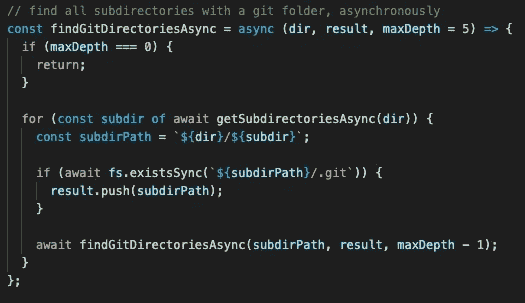 // find all subdirectories with a git folder, asynchronously
const findGitDirectoriesAsync = async (dir, result, maxDepth = 5) => {
  if (maxDepth === 0) {
    return;
  }

  for (const subdir of await getSubdirectoriesAsync(dir)) {
    const subdirPath = `${dir}/${subdir}`;

    if (await fs.existsSync(`${subdirPath}/.git`)) {
      result.push(subdirPath);
    }

    await findGitDirectoriesAsync(subdirPath, result, maxDepth - 1);
  }
};